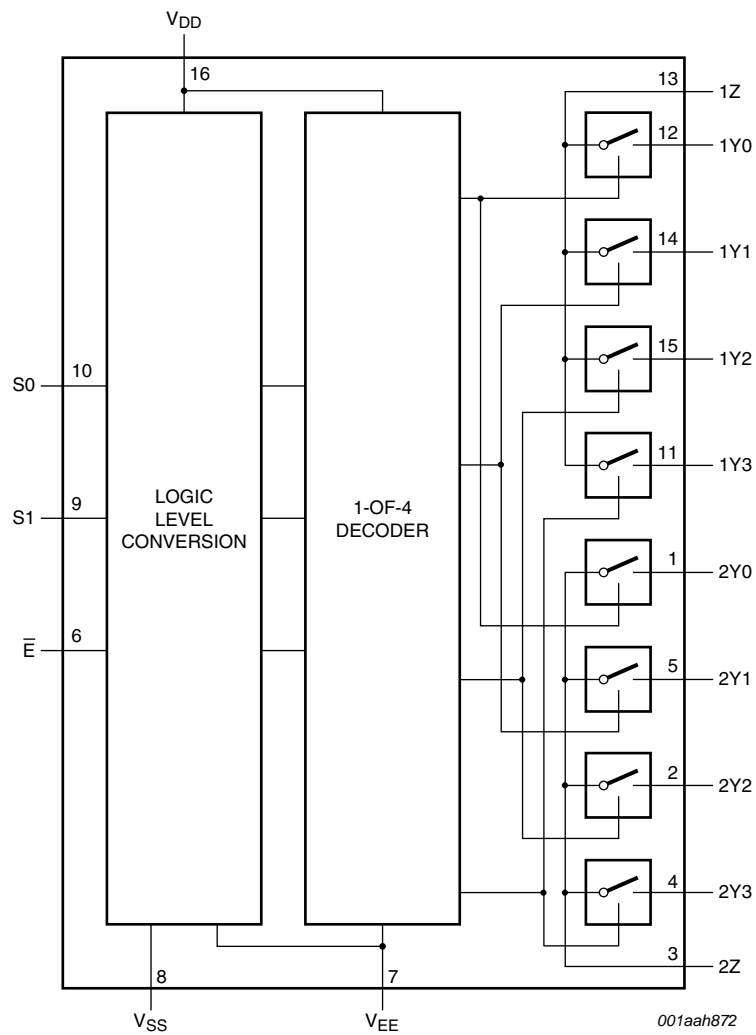 VDD
16
13 1Z
12 1Y0
14 1Y1
15 1Y2
10
S0
11 1Y3
9
S1
LOGIC
LEVEL
CONVERSION
1-OF-4
DECODER
1 2Y0
6
E̅
5 2Y1
2 2Y2
4 2Y3
3 2Z
8
7
VSS
VEE
001aah872